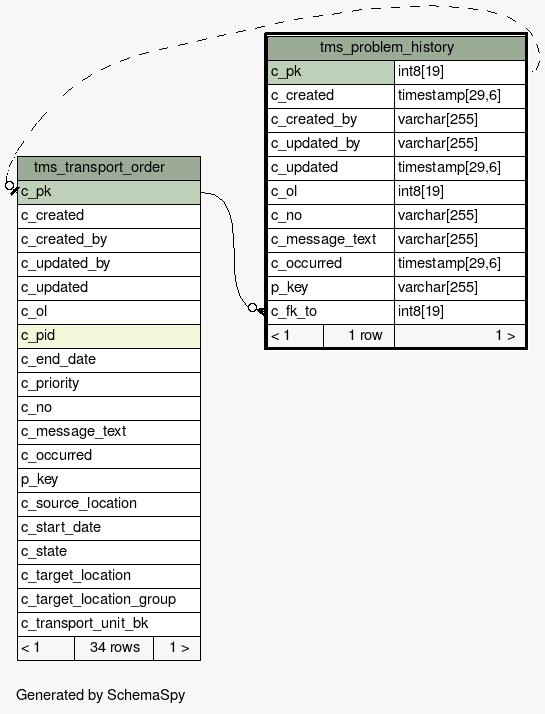 tms_problem_history
c_pk int8[19]
c_created timestamp[29,6]
c_created_by varchar[255]
c_updated_by varchar[255]
c_updated timestamp[29,6]
c_ol int8[19]
c_no varchar[255]
c_message_text varchar[255]
c_occurred timestamp[29,6]
p_key varchar[255]
c_fk_to int8[19]
< 1 1 row 1 >
tms_transport_order
c_pk
c_created
c_created_by
c_updated_by
c_updated
c_ol
c_pid
c_end_date
c_priority
c_no
c_message_text
c_occurred
p_key
c_source_location
c_start_date
c_state
c_target_location
c_target_location_group
c_transport_unit_bk
< 1 34 rows 1 >
Generated by SchemaSpy